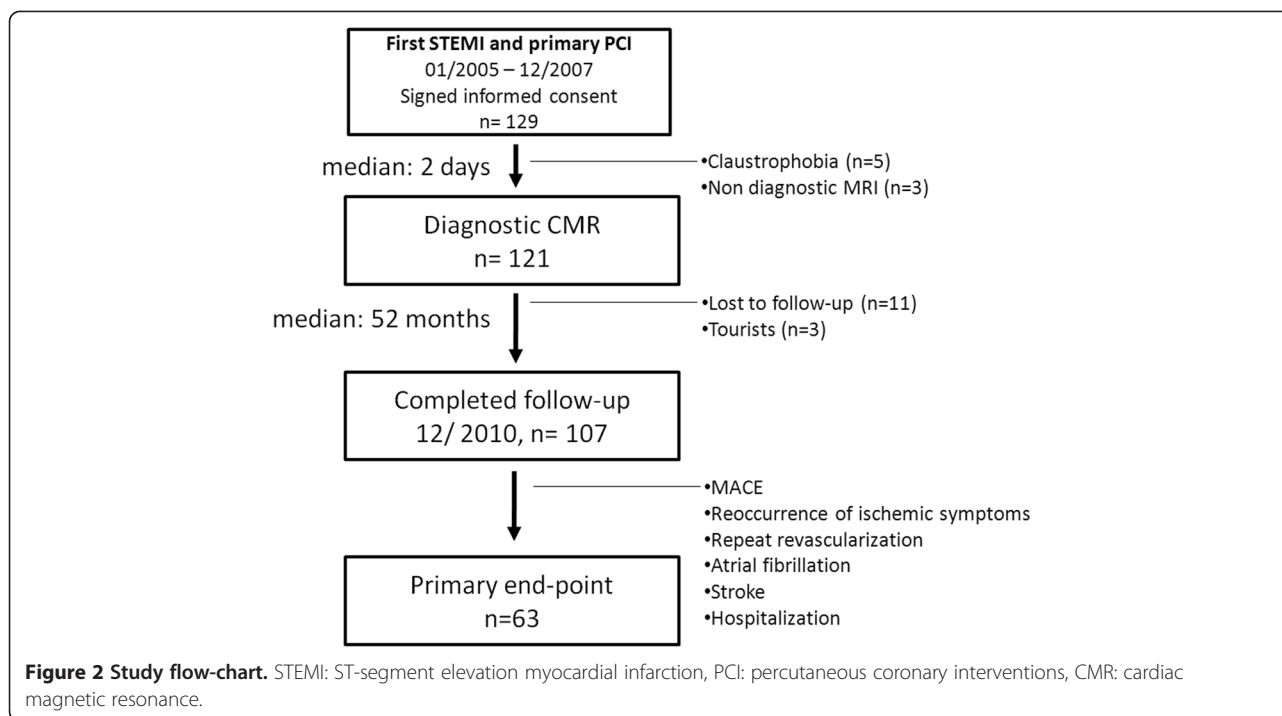 First STEMI and primary PCI
01/2005 – 12/2007
Signed informed consent
n= 129
median: 2 days
•Claustrophobia (n=5)
•Non diagnostic MRI (n=3)
Diagnostic CMR
n= 121
median: 52 months
•Lost to follow-up (n=11)
•Tourists (n=3)
Completed follow-up
12/ 2010, n= 107
•MACE
•Reoccurrence of ischemic symptoms
•Repeat revascularization
•Atrial fibrillation
•Stroke
•Hospitalization
Primary end-point
n=63
Figure 2 Study flow-chart. STEMI: ST-segment elevation myocardial infarction, PCI: percutaneous coronary interventions, CMR: cardiac
magnetic resonance.